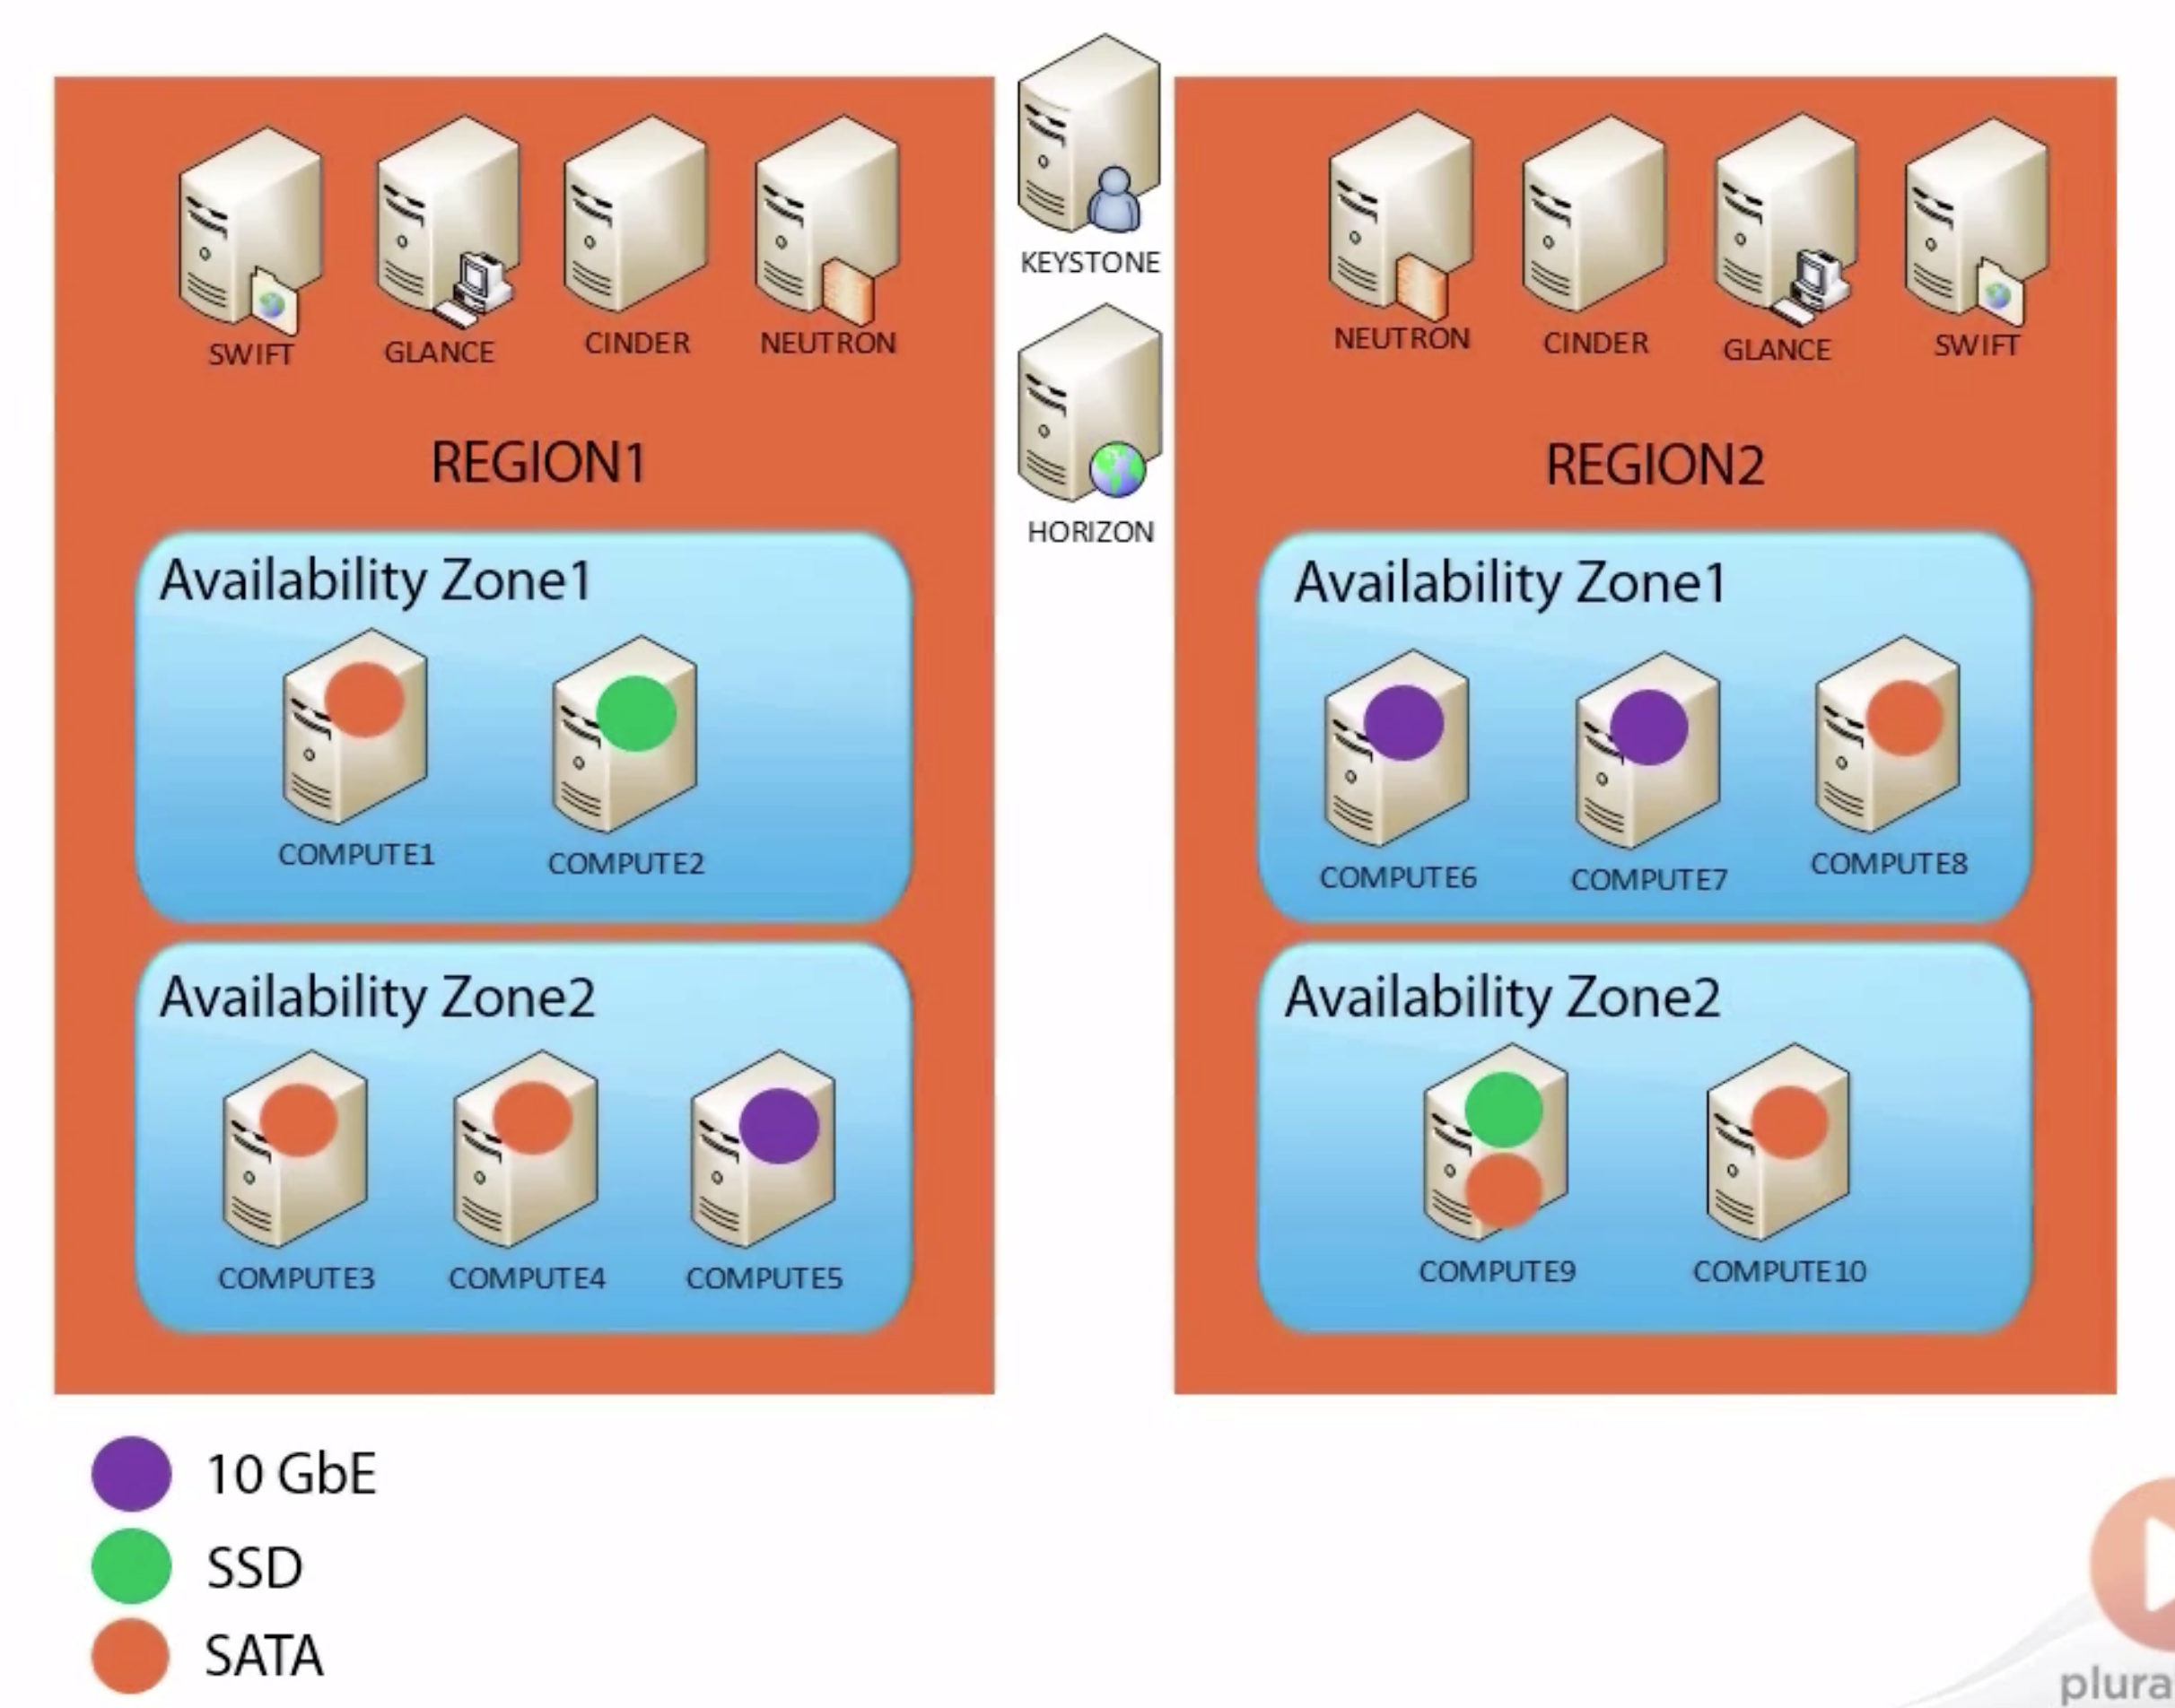 KEYSTONE
HORIZON
SWIFT
GLANCE
CINDER
NEUTRON
REGION1
Availability Zone1
COMPUTE1
COMPUTE2
Availability Zone2
COMPUTE3
COMPUTE4
COMPUTE5
NEUTRON
CINDER
GLANCE
SWIFT
REGION2
Availability Zone1
COMPUTE6
COMPUTE7
COMPUTE8
Availability Zone2
COMPUTE9
COMPUTE10
10 GbE
SSD
SATA
plura